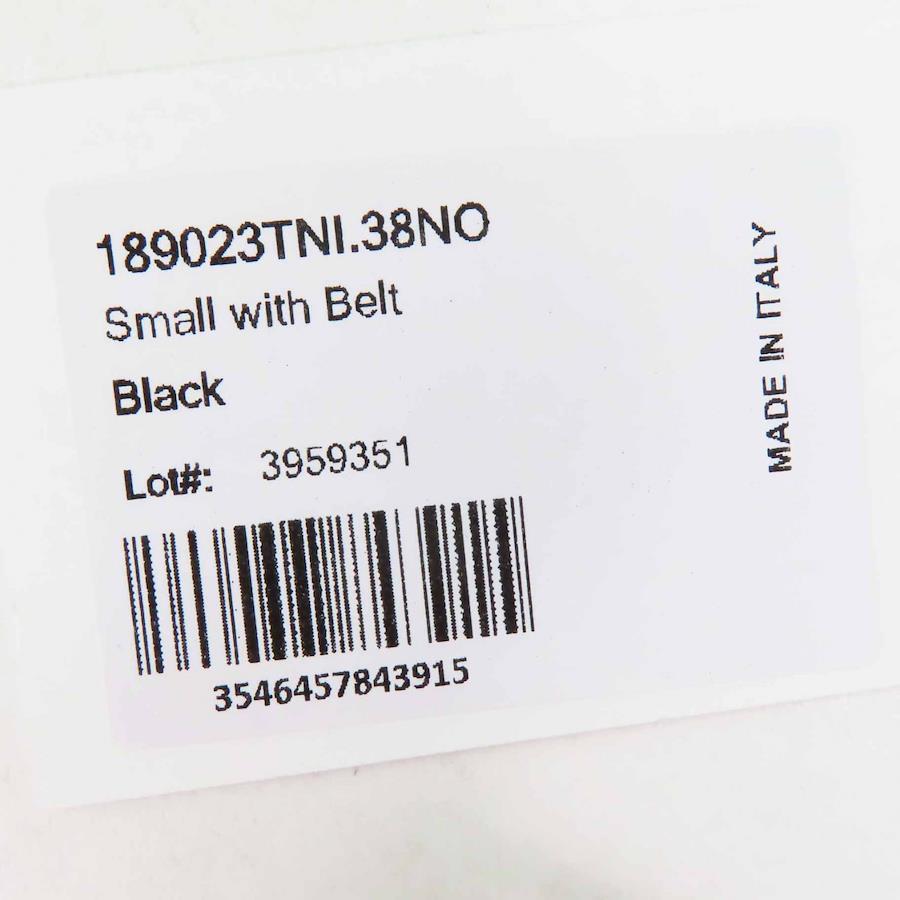 189023TNI.38NO
Small with Belt
Black
Lot#: 3959351
3546457843915
MADE IN ITALY